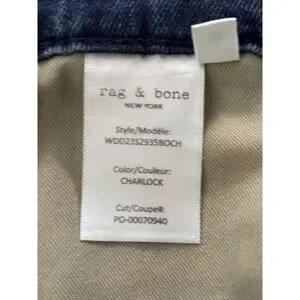 rag & bone
NEW YORK
Style/Modèle:
WDD23S2935BOCH
Color/Couleur:
CHARLOCK
Cut/Coupe#:
PO-00070940